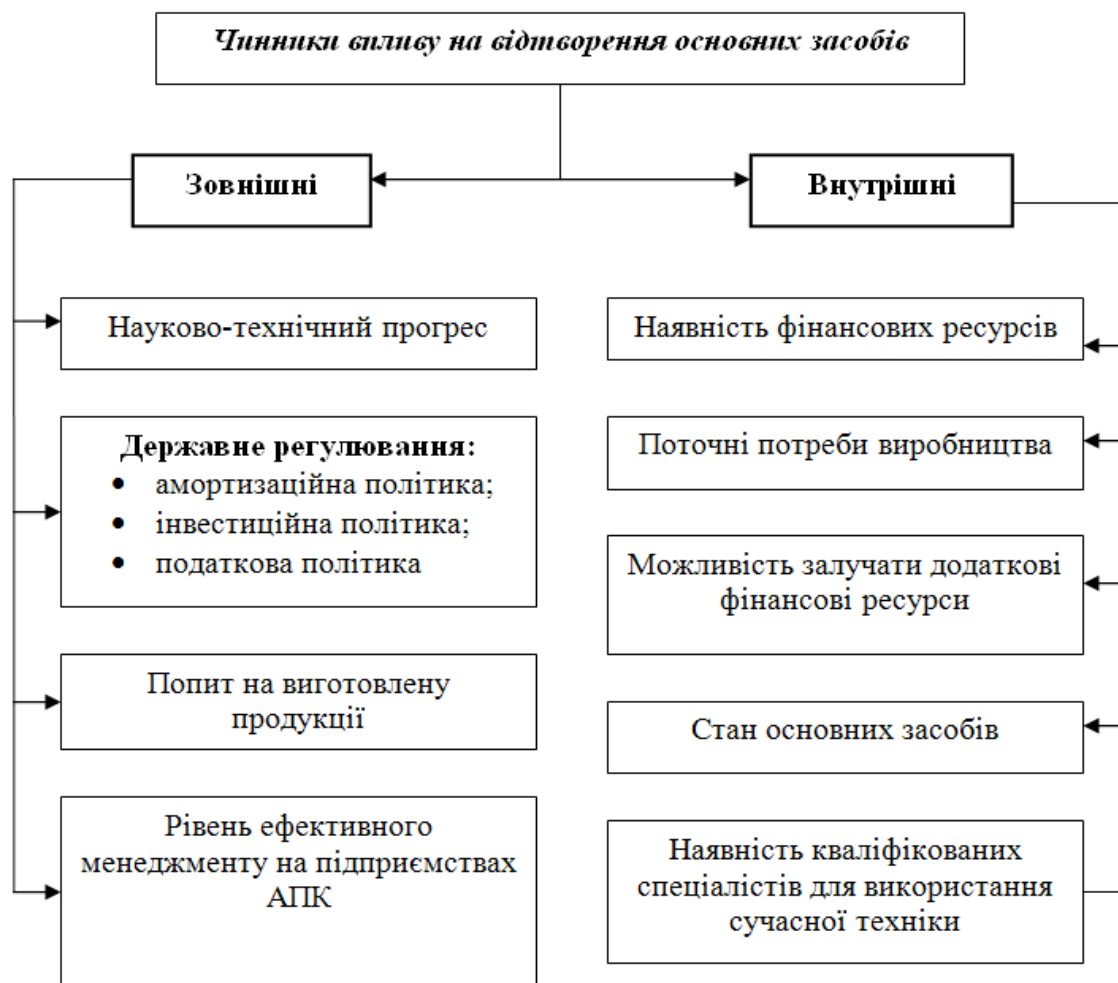 Чинники впливу на відтворення основних засобів
Зовнішні
Внутрішні
Науково-технічний прогрес
Державне регулювання:
• амортизаційна політика;
• інвестиційна політика;
• податкова політика
Попит на виготовлену
продукції
Рівень ефективного
менеджменту на підприємствах
АПК
Наявність фінансових ресурсів
Поточні потреби виробництва
Можливість залучати додаткові
фінансові ресурси
Стан основних засобів
Наявність кваліфікованих
спеціалістів для використання
сучасної техніки